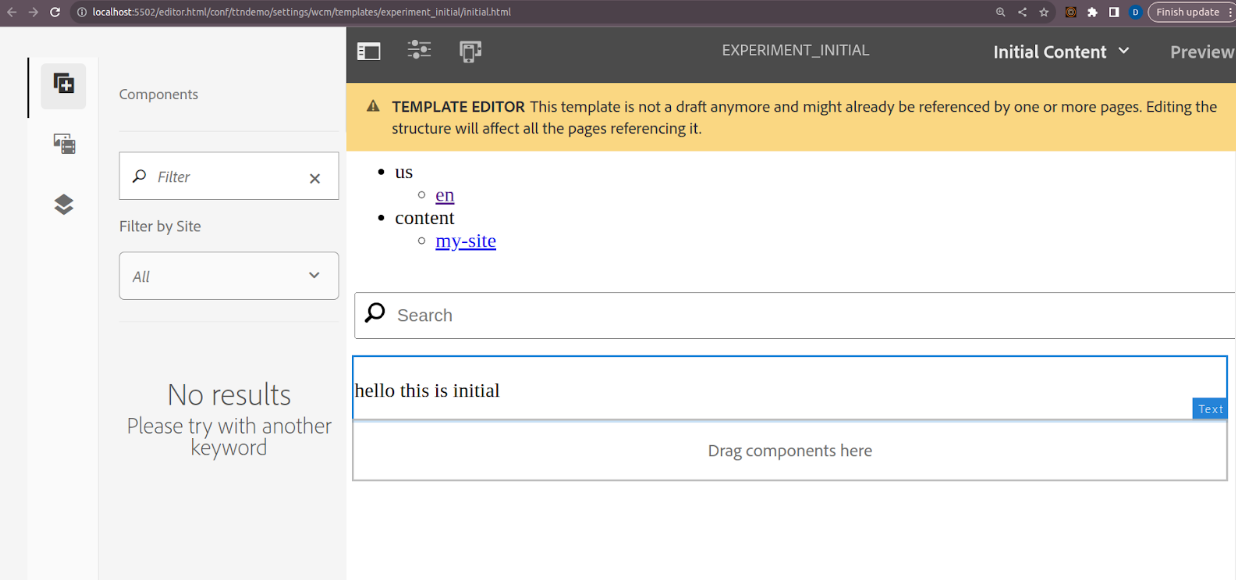 localhost:5502/editor.html/conf/ttndemo/settings/wcm/templates/experiment_initial/initial.html
D
Finish update
Components
Filter
Filter by Site
All
No results
Please try with another
keyword
EXPERIMENT_INITIAL
Initial Content
Preview
TEMPLATE EDITOR This template is not a draft anymore and might already be referenced by one or more pages. Editing the
structure will affect all the pages referencing it.
us
en
content
my-site
Search
hello this is initial
Text
Drag components here